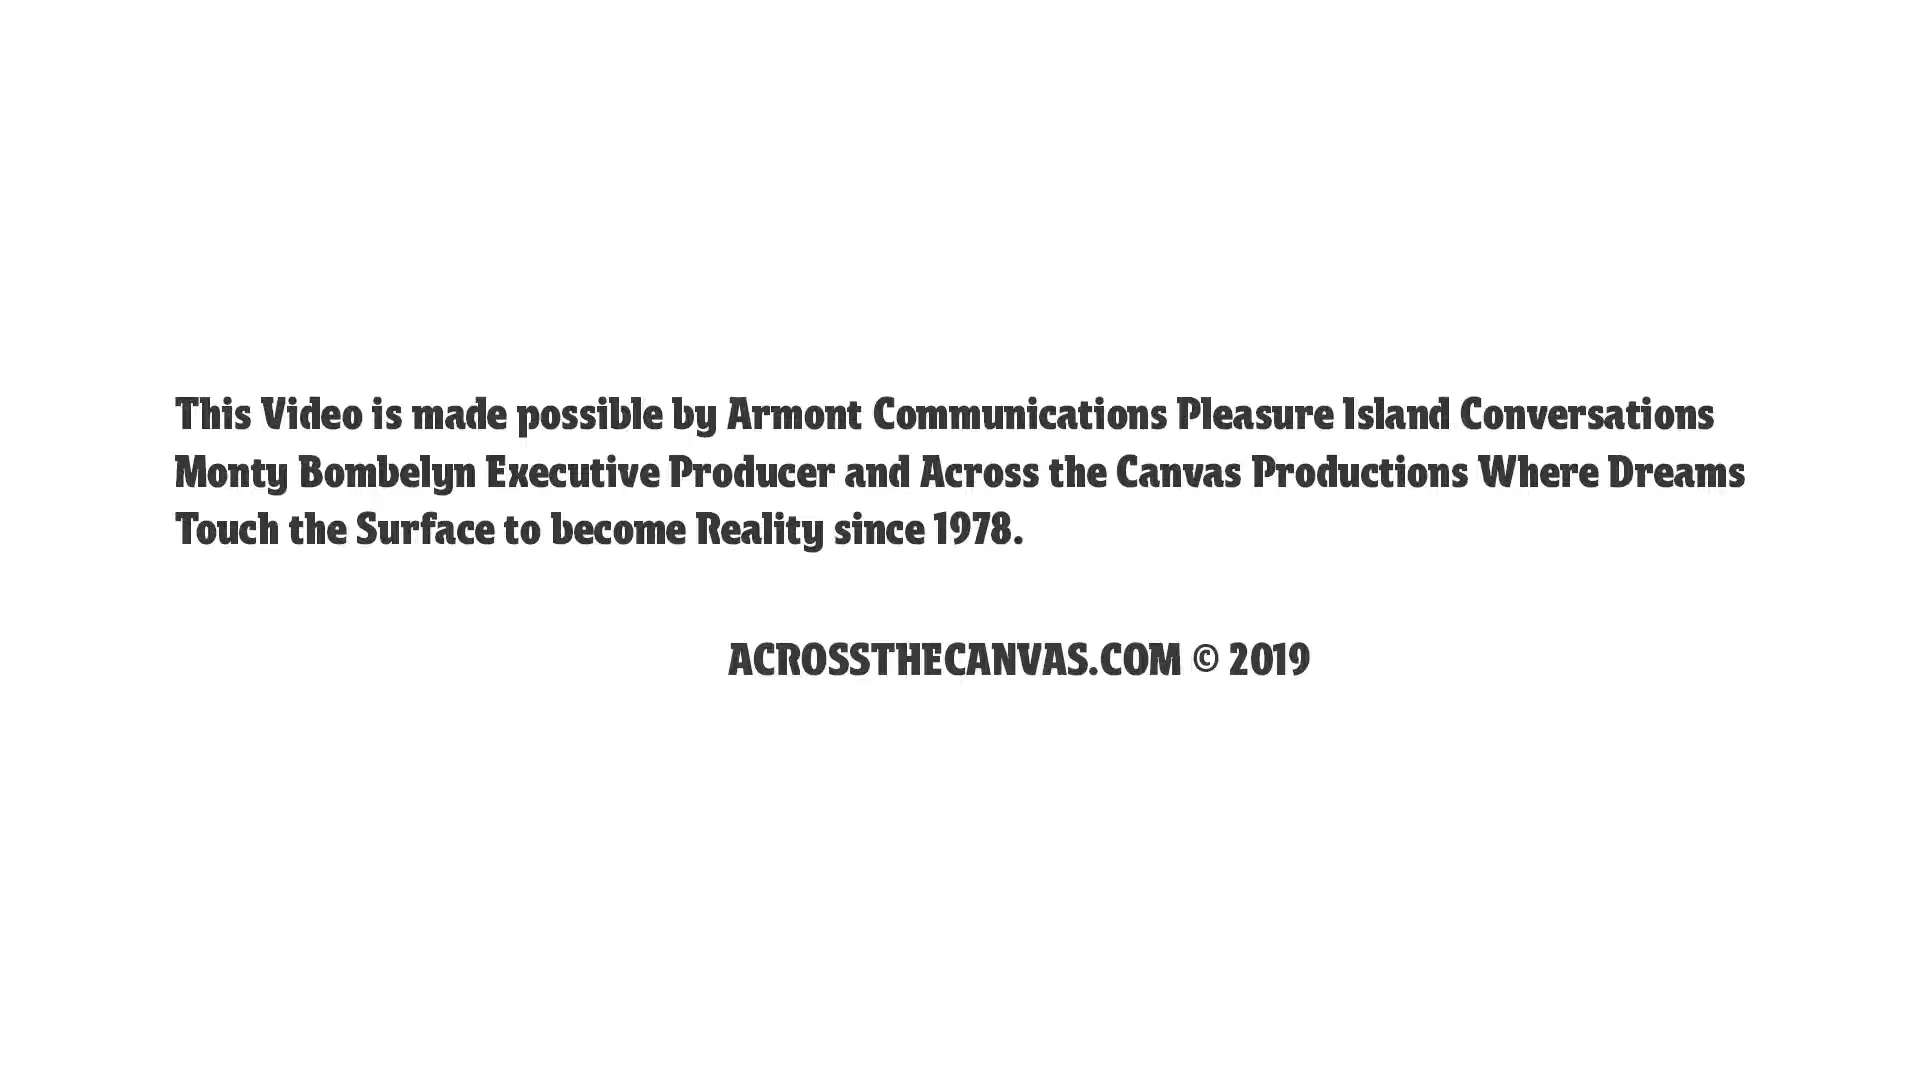 This Video is made possible by Armont Communications Pleasure Island Conversations
Monty Bombelyn Executive Producer and Across the Canvas Productions Where Dreams
Touch the Surface to become Reality since 1978.
ACROSSTHECANVAS.COM © 2019